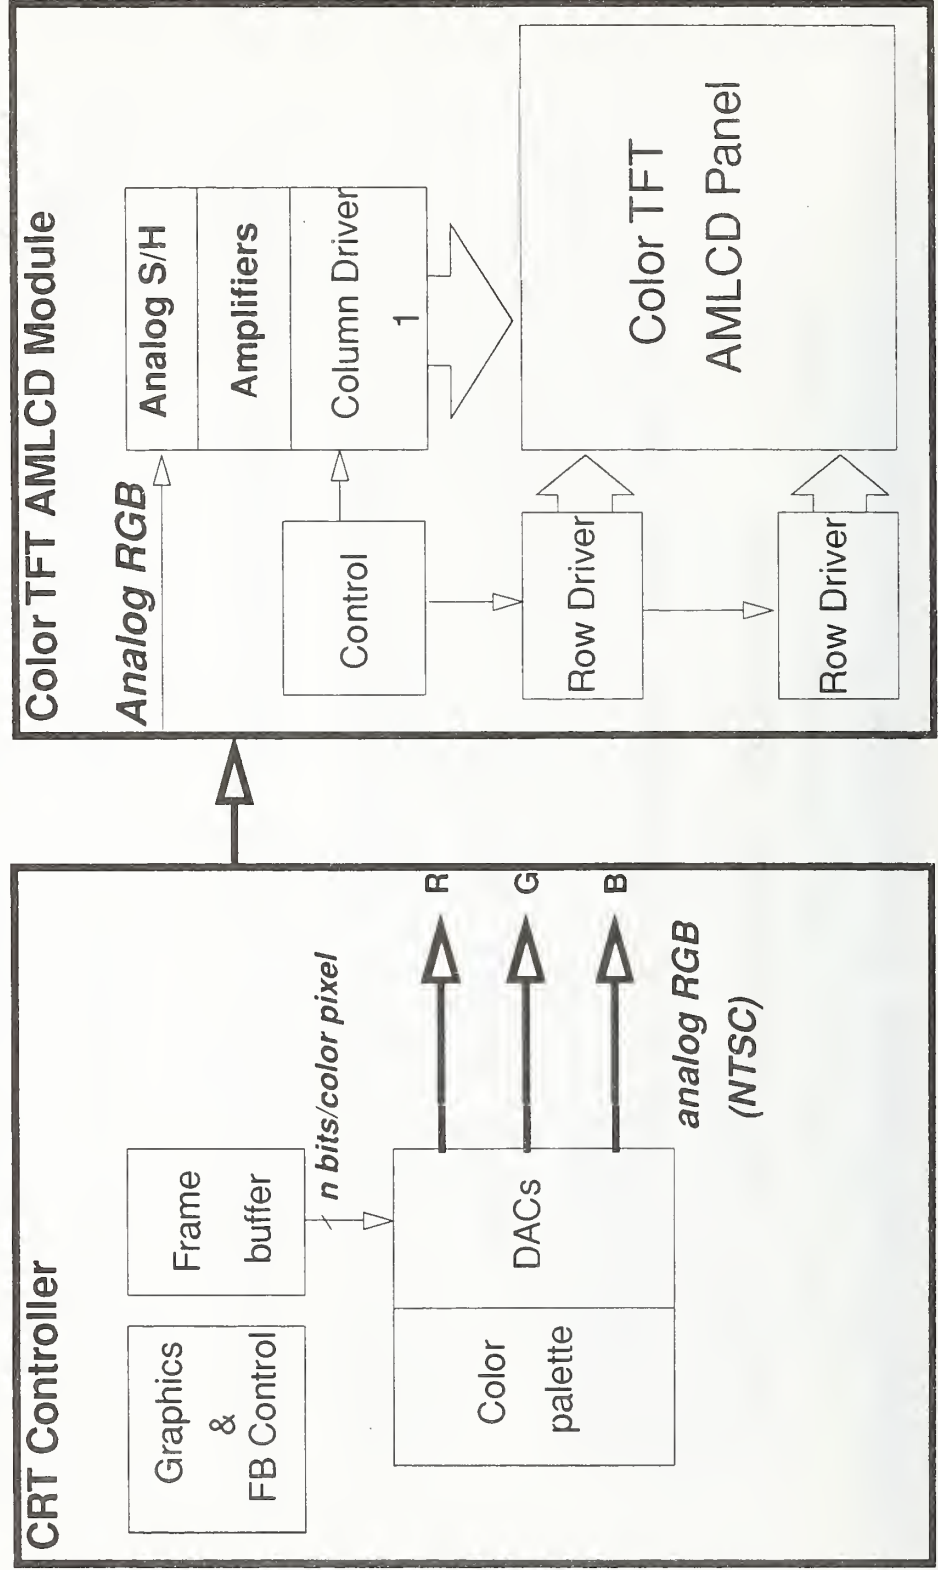 CRT Controller
Graphics
&
FB Control
Frame
buffer
n bits/color pixel
Color
palette
DACs
R
G
B
analog RGB
(NTSC)
Color TFT AMLCD Module
Analog RGB
Analog S/H
Amplifiers
Column Driver
1
Control
Row Driver
Row Driver
Color TFT
AMLCD Panel